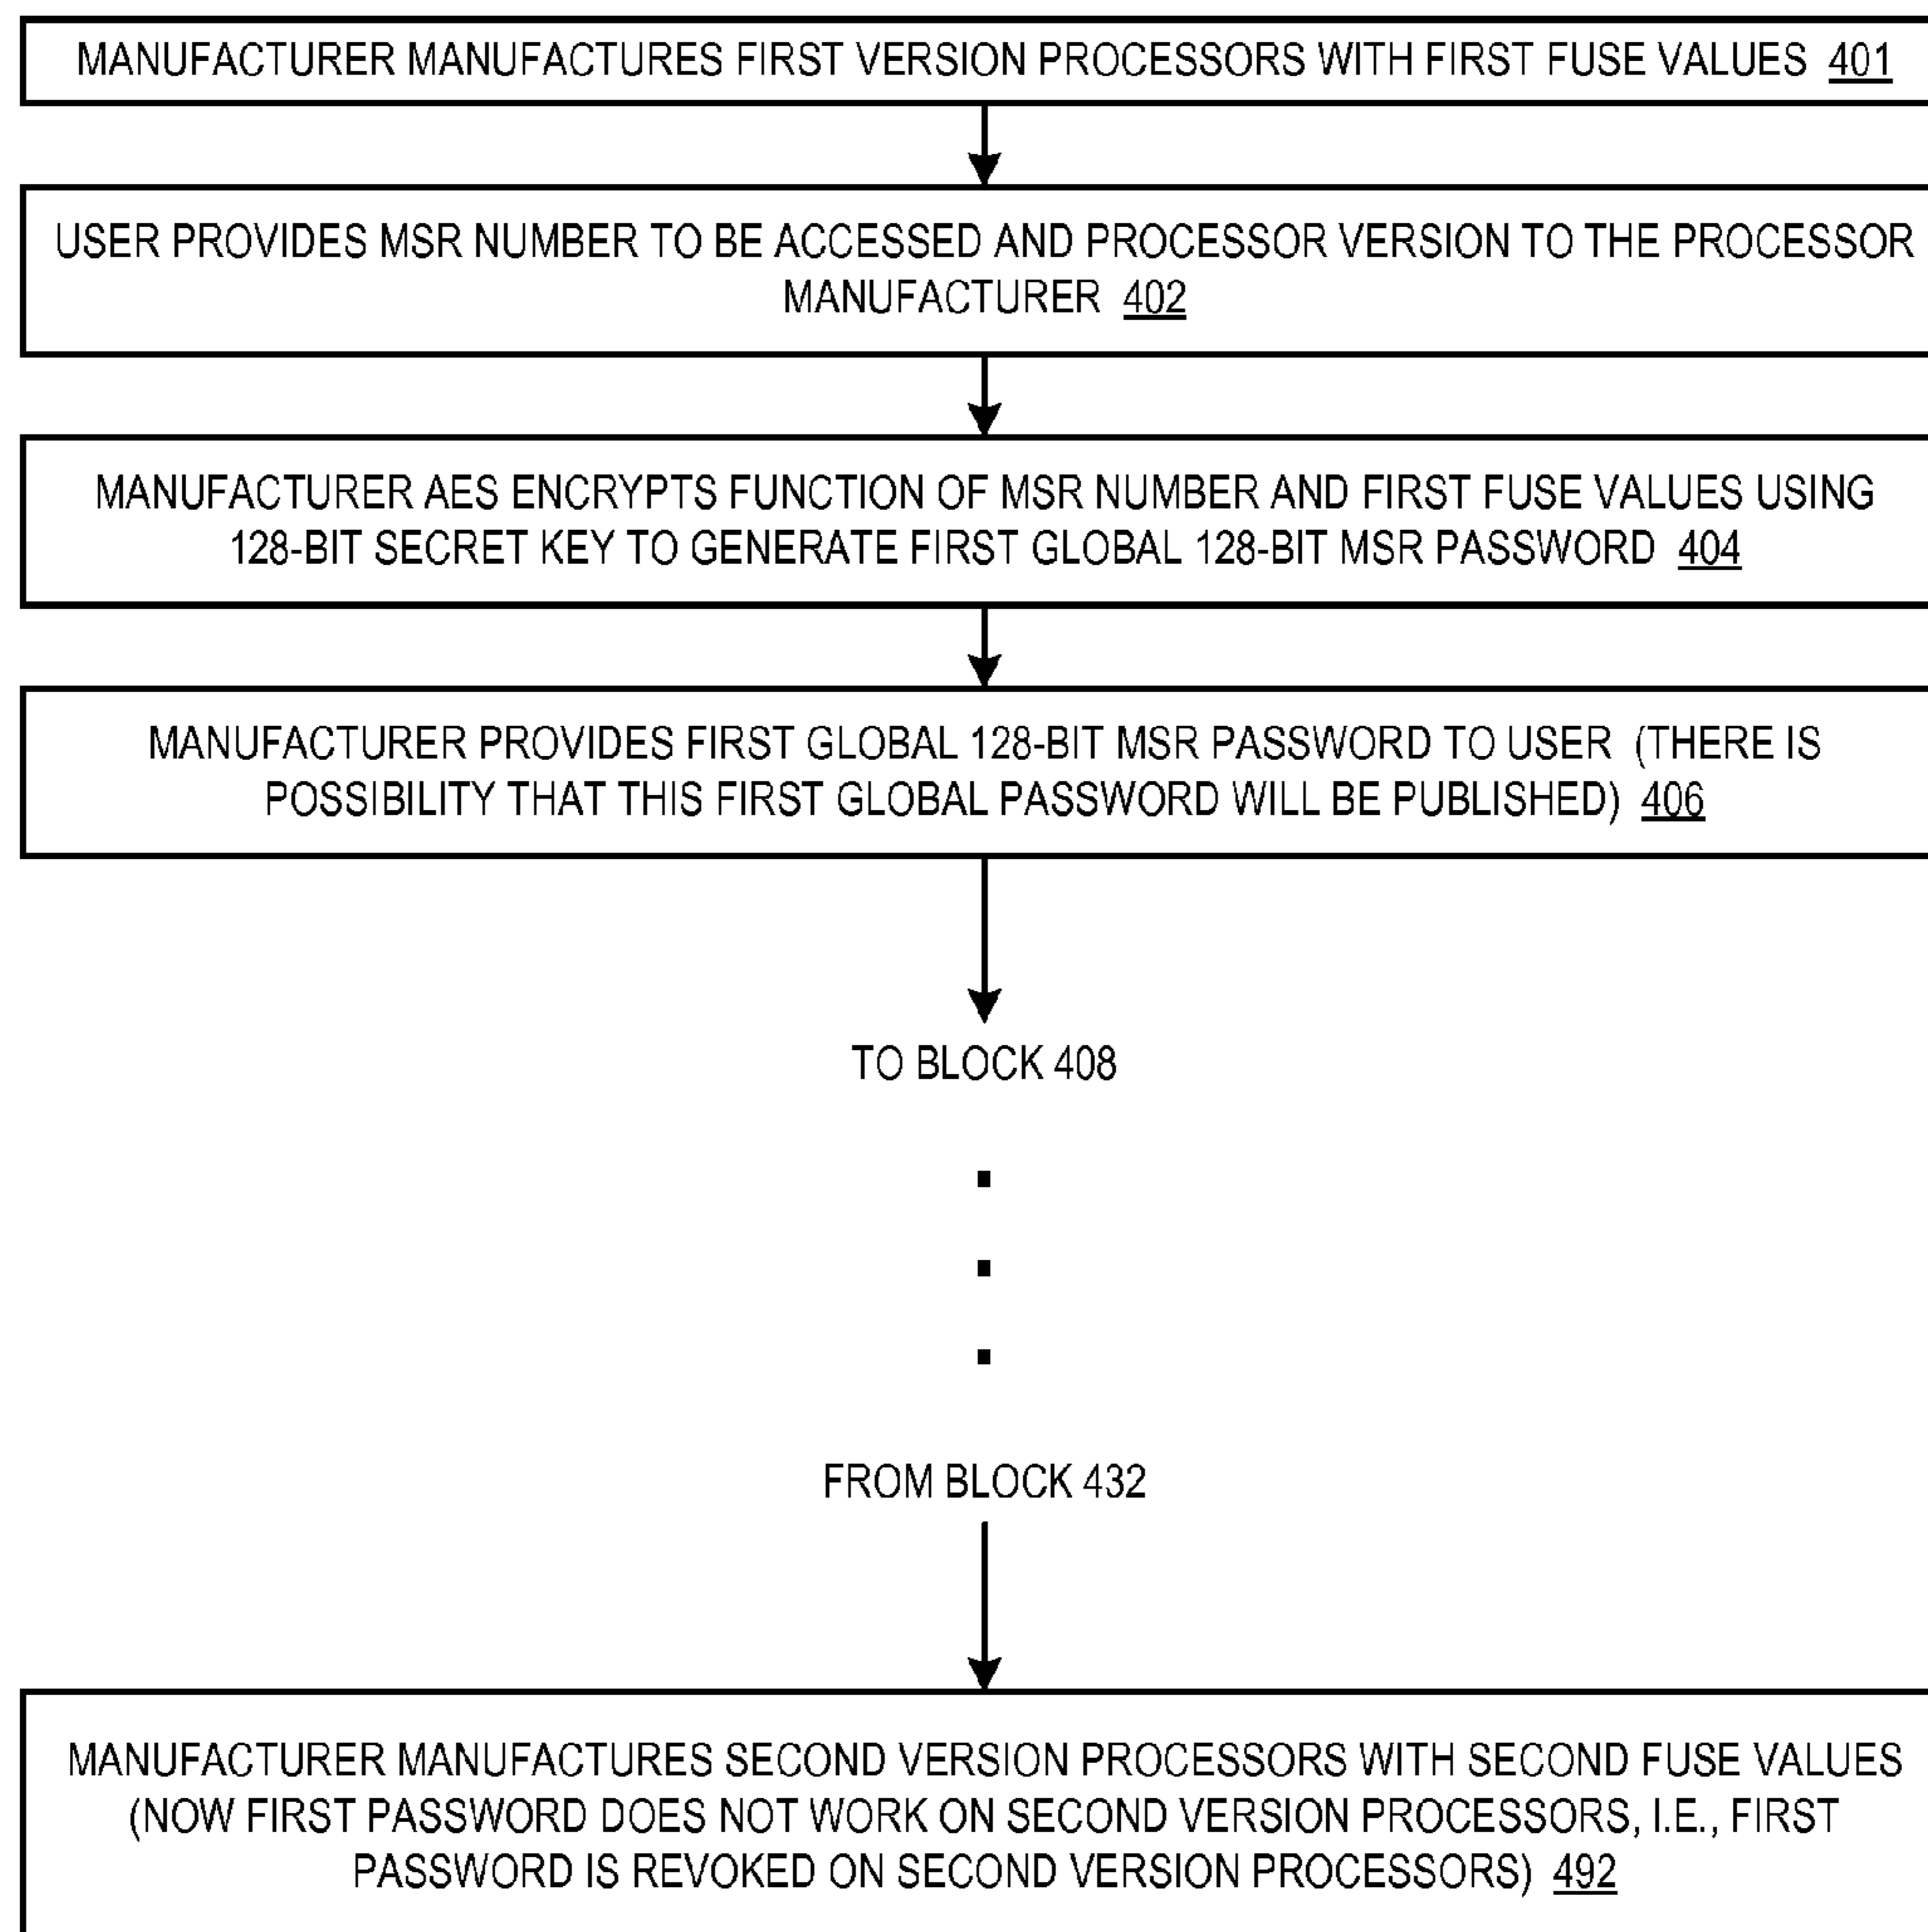 MANUFACTURER MANUFACTURES FIRST VERSION PROCESSORS WITH FIRST FUSE VALUES 401
USER PROVIDES MSR NUMBER TO BE ACCESSED AND PROCESSOR VERSION TO THE PROCESSOR
MANUFACTURER 402
MANUFACTURER AES ENCRYPTS FUNCTION OF MSR NUMBER AND FIRST FUSE VALUES USING
128-BIT SECRET KEY TO GENERATE FIRST GLOBAL 128-BIT MSR PASSWORD 404
MANUFACTURER PROVIDES FIRST GLOBAL 128-BIT MSR PASSWORD TO USER (THERE IS
POSSIBILITY THAT THIS FIRST GLOBAL PASSWORD WILL BE PUBLISHED) 406
TO BLOCK 408
FROM BLOCK 432
MANUFACTURER MANUFACTURES SECOND VERSION PROCESSORS WITH SECOND FUSE VALUES
(NOW FIRST PASSWORD DOES NOT WORK ON SECOND VERSION PROCESSORS, I.E., FIRST
PASSWORD IS REVOKED ON SECOND VERSION PROCESSORS) 492